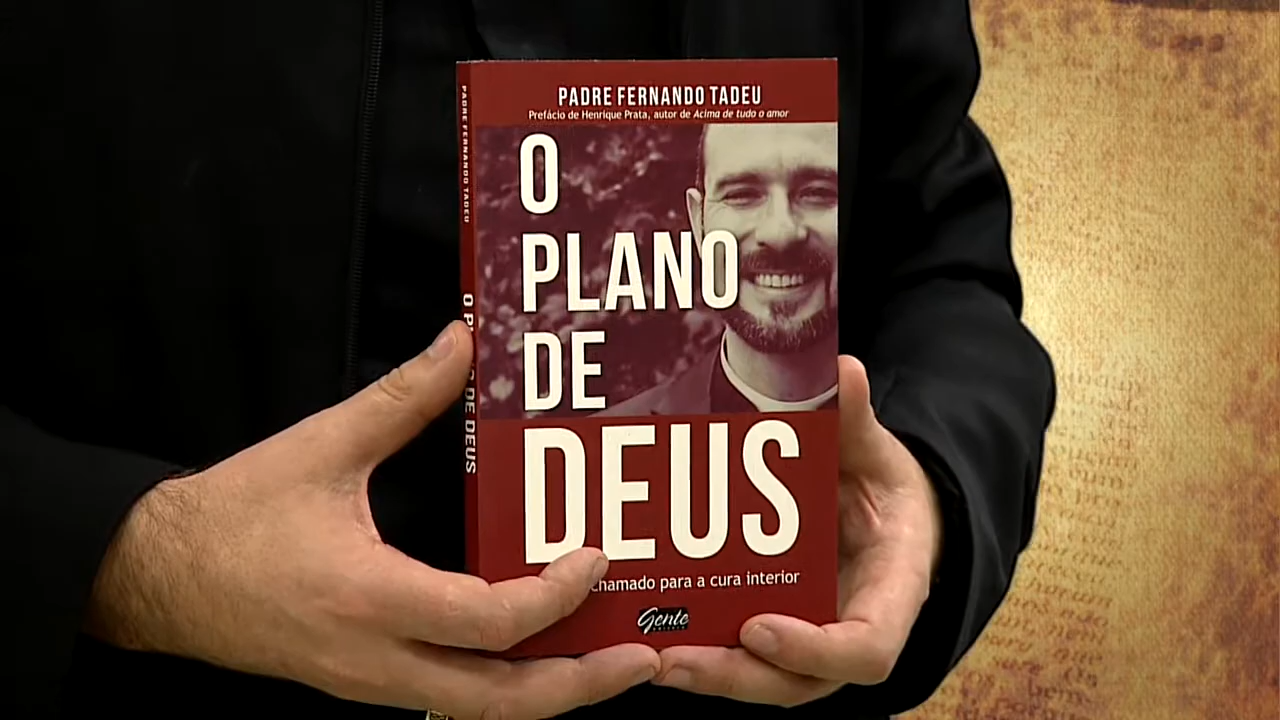 PADRE FERNANDO TADEU
Prefácio de Henrique Prata, autor de Acima de tudo o amor
O
PLANO
DE
DEUS
chamado para a cura interior
Gente
EDITORA
PADRE FERNANDO TADEU
DE DEUS